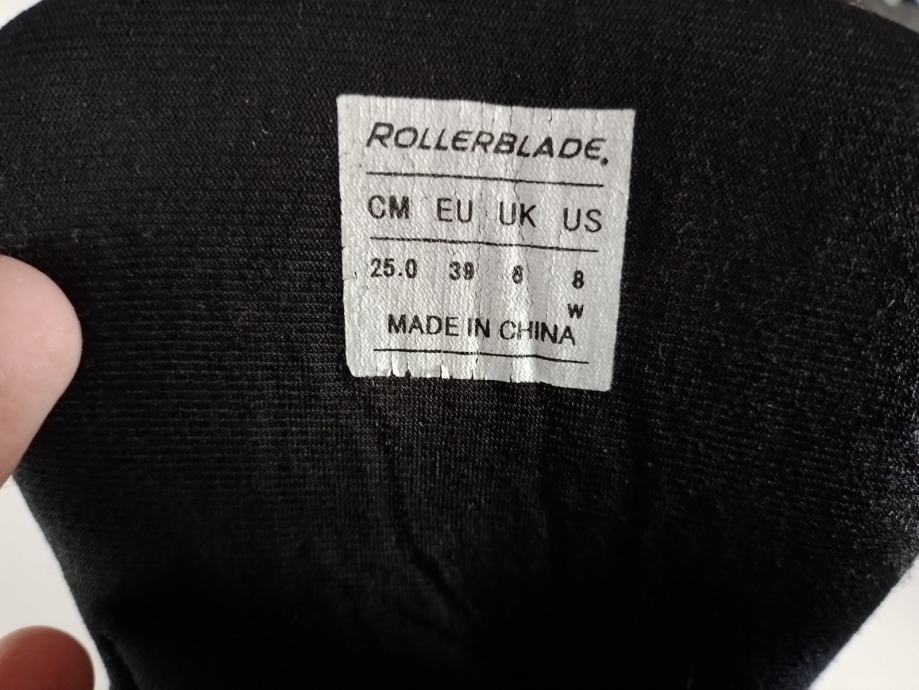 ROLLERBLADE.
CM EU UK US
25.0 39 6 8
W
MADE IN CHINA